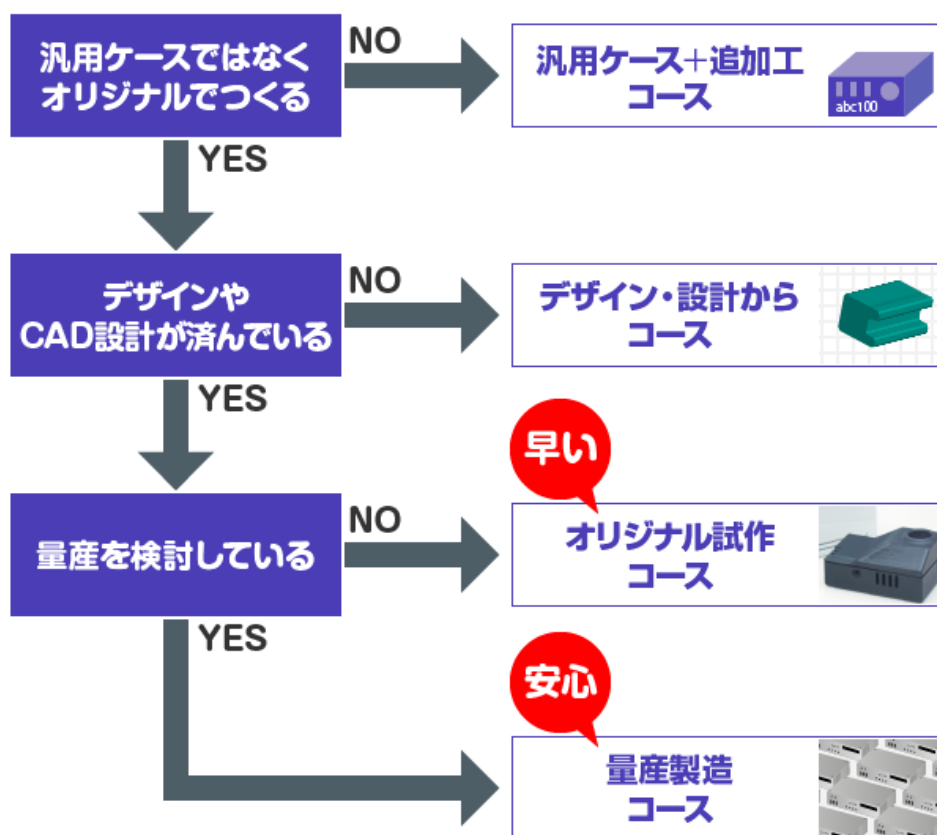 汎用ケースではなく
オリジナルでつくる
NO
汎用ケース+追加工
コース
abc100
YES
デザインや
CAD設計が済んでいる
NO
デザイン・設計から
コース
YES
早い
量産を検討している
NO
オリジナル試作
コース
YES
安心
量産製造
コース